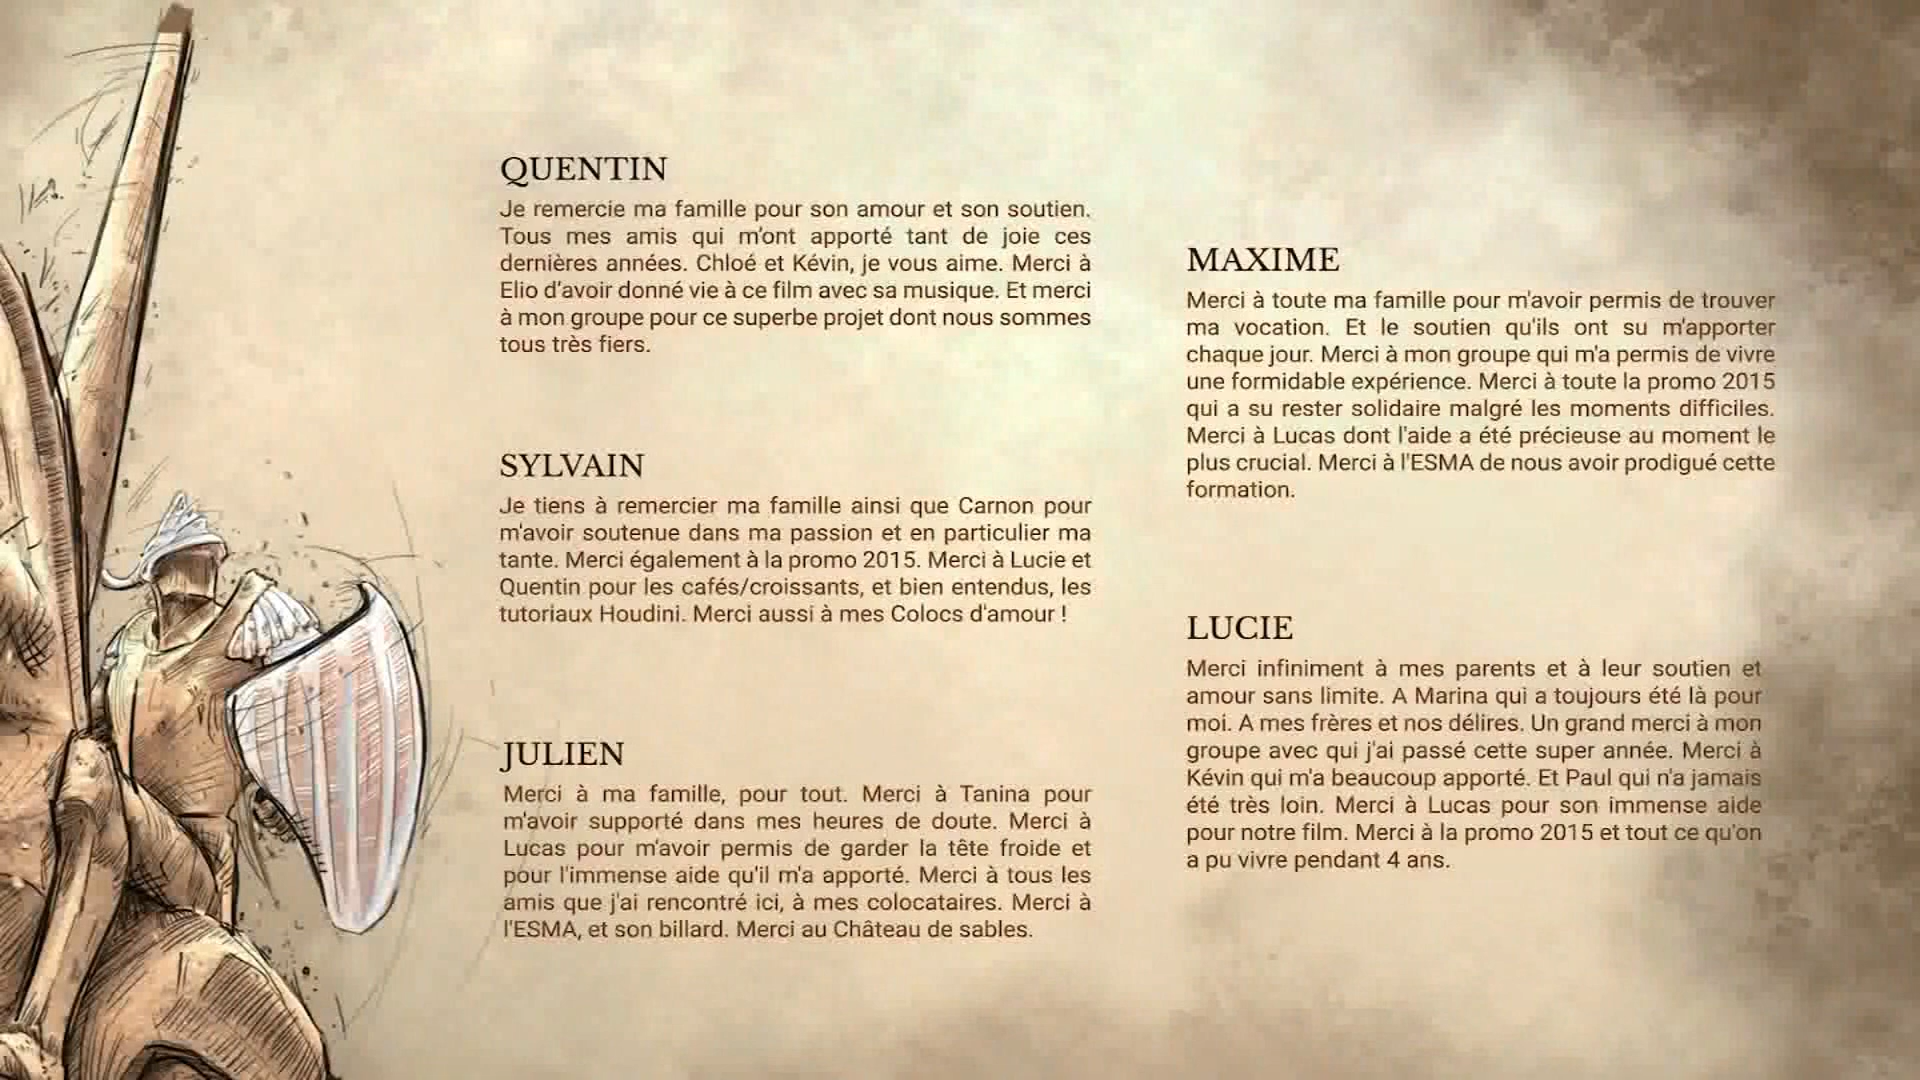 QUENTIN
Je remercie ma famille pour son amour et son soutien.
Tous mes amis qui m'ont apporté tant de joie ces
dernières années. Chloé et Kévin, je vous aime. Merci à
Elio d'avoir donné vie à ce film avec sa musique. Et merci
à mon groupe pour ce superbe projet dont nous sommes
tous très fiers.
SYLVAIN
Je tiens à remercier ma famille ainsi que Carnon pour
m'avoir soutenue dans ma passion et en particulier ma
tante. Merci également à la promo 2015. Merci à Lucie et
Quentin pour les cafés/croissants, et bien entendus, les
tutoriaux Houdini. Merci aussi à mes Colocs d'amour !
JULIEN
Merci à ma famille, pour tout. Merci à Tanina pour
m'avoir supporté dans mes heures de doute. Merci à
Lucas pour m'avoir permis de garder la tête froide et
pour l'immense aide qu'il m'a apporté. Merci à tous les
amis que j'ai rencontré ici, à mes colocataires. Merci à
l'ESMA, et son billard. Merci au Château de sables.
MAXIME
Merci à toute ma famille pour m'avoir permis de trouver
ma vocation. Et le soutien qu'ils ont su m'apporter
chaque jour. Merci à mon groupe qui m'a permis de vivre
une formidable expérience. Merci à toute la promo 2015
qui a su rester solidaire malgré les moments difficiles.
Merci à Lucas dont l'aide a été précieuse au moment le
plus crucial. Merci à l'ESMA de nous avoir prodigué cette
formation.
LUCIE
Merci infiniment à mes parents et à leur soutien et
amour sans limite. A Marina qui a toujours été là pour
moi. A mes frères et nos délires. Un grand merci à mon
groupe avec qui j'ai passé cette super année. Merci à
Kévin qui m'a beaucoup apporté. Et Paul qui n'a jamais
été très loin. Merci à Lucas pour son immense aide
pour notre film. Merci à la promo 2015 et tout ce qu'on
a pu vivre pendant 4 ans.